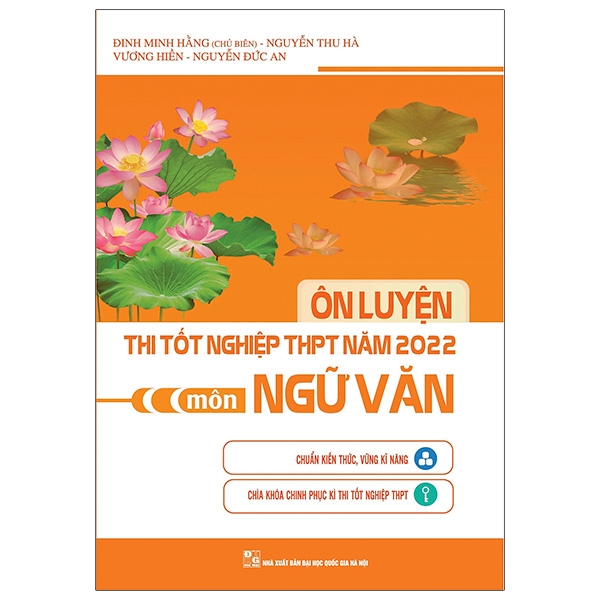 ĐINH MINH HẰNG (CHỦ BIÊN) - NGUYỄN THU HÀ
VƯƠNG HIỀN - NGUYỄN ĐỨC AN
ÔN LUYỆN
THI TỐT NGHIỆP THPT NĂM 2022
môn NGỮ VĂN
CHUẨN KIẾN THỨC, VỮNG KĨ NĂNG
CHÌA KHÓA CHINH PHỤC KÌ THI TỐT NGHIỆP THPT
NHÀ XUẤT BẢN ĐẠI HỌC QUỐC GIA HÀ NỘI